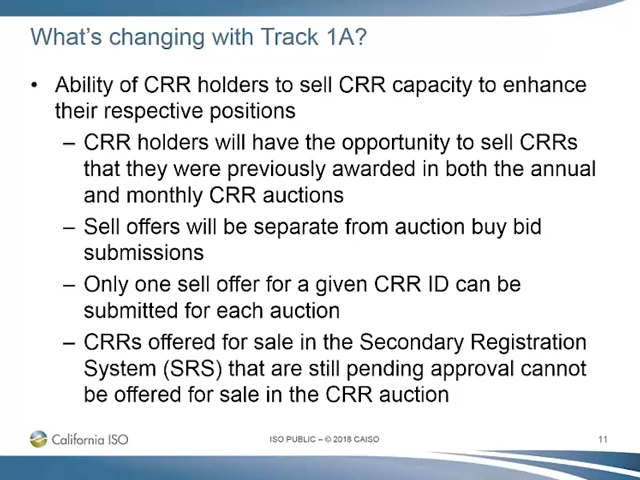 What's changing with Track 1A?
• Ability of CRR holders to sell CRR capacity to enhance
their respective positions
– CRR holders will have the opportunity to sell CRRs
that they were previously awarded in both the annual
and monthly CRR auctions
– Sell offers will be separate from auction buy bid
submissions
– Only one sell offer for a given CRR ID can be
submitted for each auction
– CRRs offered for sale in the Secondary Registration
System (SRS) that are still pending approval cannot
be offered for sale in the CRR auction
California ISO
ISO PUBLIC – © 2018 CAISO
11